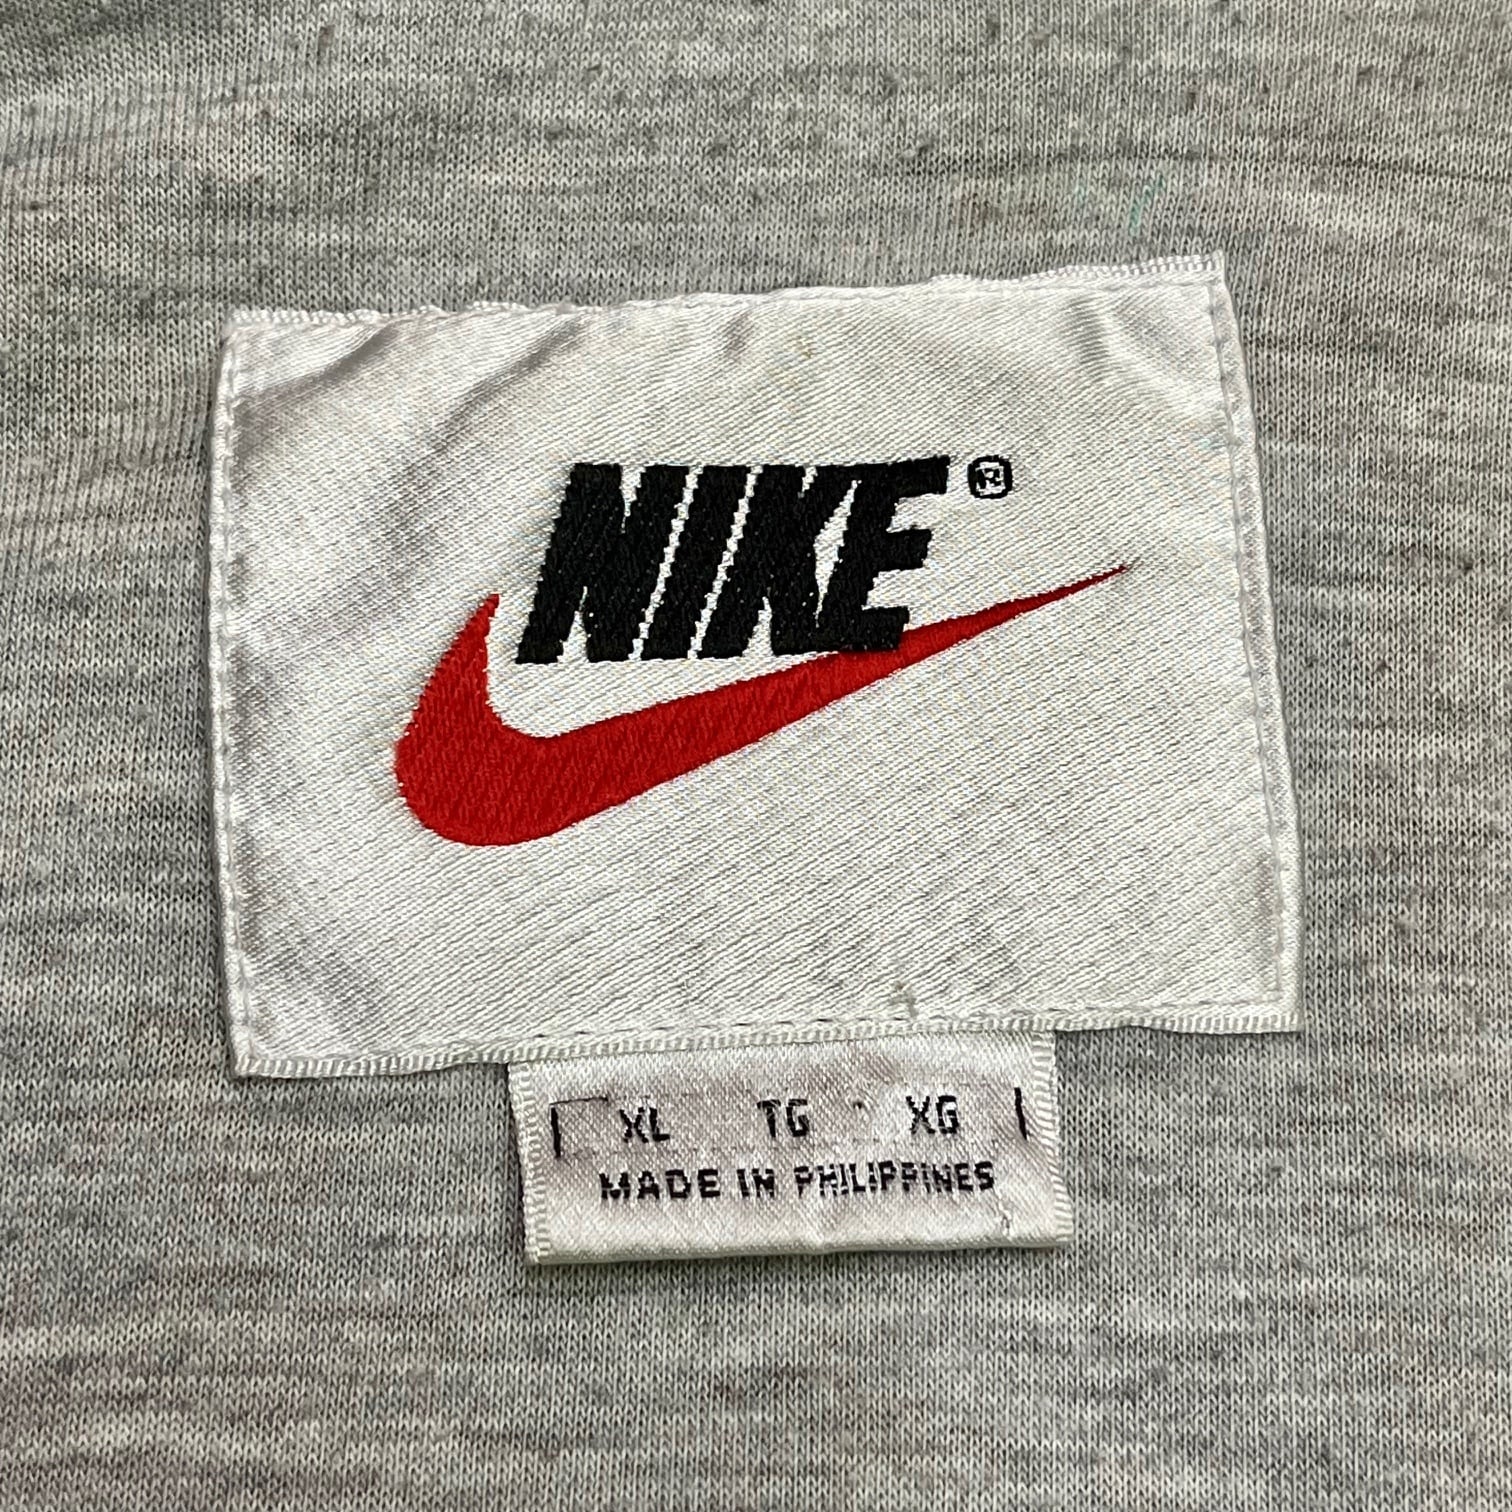 NIKE ®
XL TG XG
MADE IN PHILIPPINES